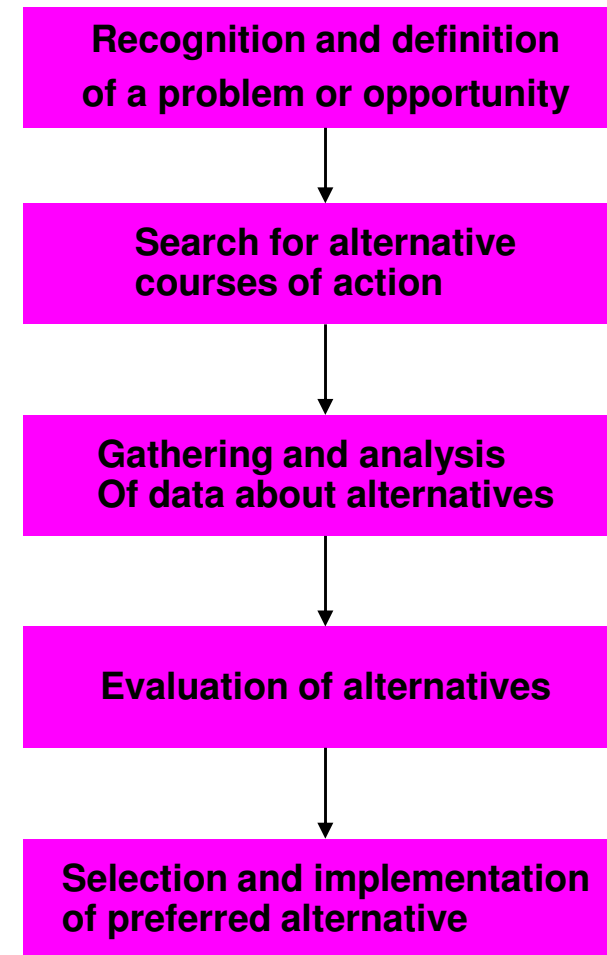 Recognition and definition
of a problem or opportunity
Search for alternative
courses of action
Gathering and analysis
Of data about alternatives
Evaluation of alternatives
Selection and implementation
of preferred alternative